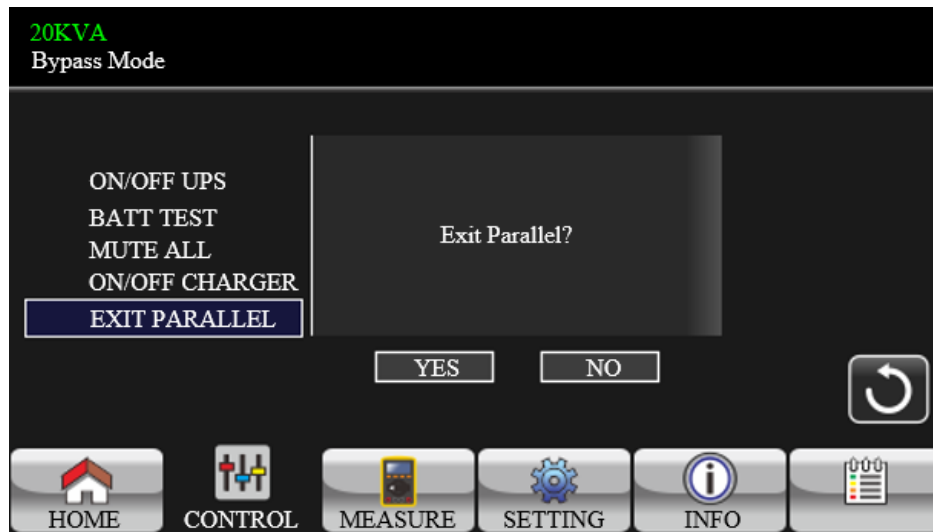 20KVA
Bypass Mode
ON/OFF UPS
BATT TEST
MUTE ALL
ON/OFF CHARGER
EXIT PARALLEL
Exit Parallel?
YES
NO
HOME
CONTROL
MEASURE
SETTING
INFO